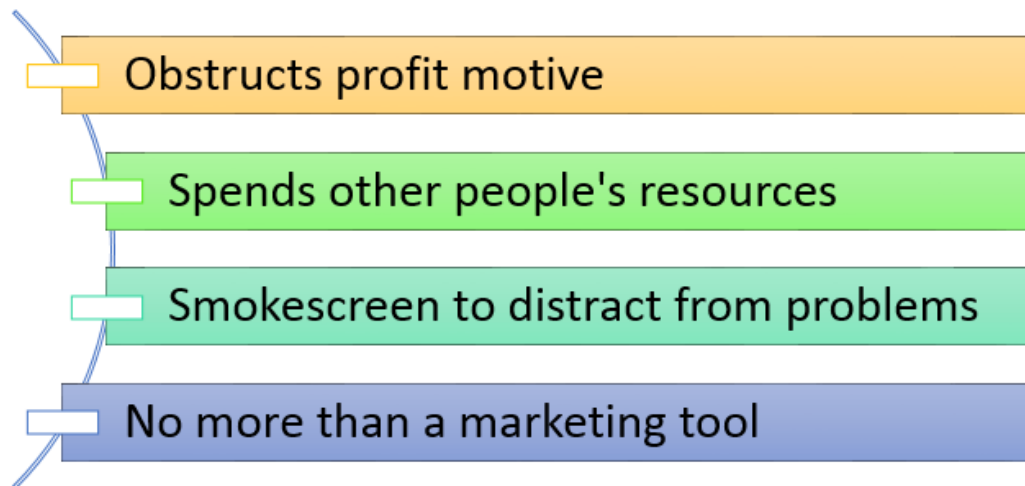 Obstructs profit motive
Spends other people's resources
Smokescreen to distract from problems
No more than a marketing tool